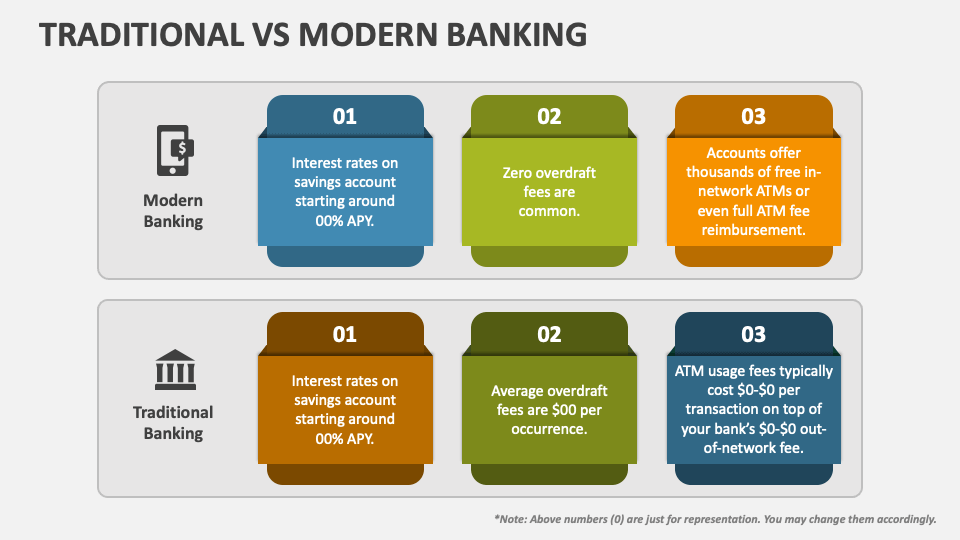 TRADITIONAL VS MODERN BANKING
Modern
Banking
01
Interest rates on
savings account
starting around
00% APY.
02
Zero overdraft
fees are
common.
03
Accounts offer
thousands of free in-
network ATMs or
even full ATM fee
reimbursement.
$
Traditional
Banking
01
Interest rates on
savings account
starting around
00% APY.
02
Average overdraft
fees are $00 per
occurrence.
03
ATM usage fees typically
cost $0-$0 per
transaction on top of
your bank’s $0-$0 out-
of-network fee.
*Note: Above numbers (0) are just for representation. You may change them accordingly.